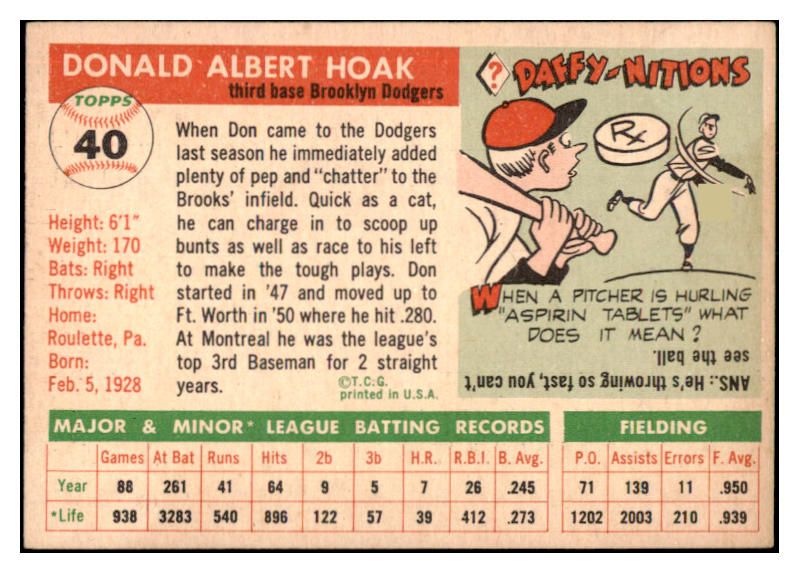 DONALD ALBERT HOAK
third base Brooklyn Dodgers
TOPPS
40
Height: 6'1"
Weight: 170
Bats: Right
Throws: Right
Home:
Roulette, Pa.
Born:
Feb. 5, 1928
When Don came to the Dodgers
last season he immediately added
plenty of pep and "chatter" to the
Brooks' infield. Quick as a cat,
he can charge in to scoop up
bunts as well as race to his left
to make the tough plays. Don
started in '47 and moved up to
Ft. Worth in '50 where he hit .280.
At Montreal he was the league's
top 3rd Baseman for 2 straight
years.
©T.C.G.
printed in U.S.A.
? DAFFY-NITIONS
Rx
WHEN A PITCHER IS HURLING
"ASPIRIN TABLETS" WHAT
DOES IT MEAN?
ANS.: He's throwing so fast, you can't
see the ball.
MAJOR & MINOR* LEAGUE BATTING RECORDS FIELDING
Games At Bat Runs Hits 2b 3b H.R. R.B.I. B. Avg. P.O. Assists Errors F. Avg.
Year 88 261 41 64 9 5 7 26 .245 71 139 11 .950
*Life 938 3283 540 896 122 57 39 412 .273 1202 2003 210 .939